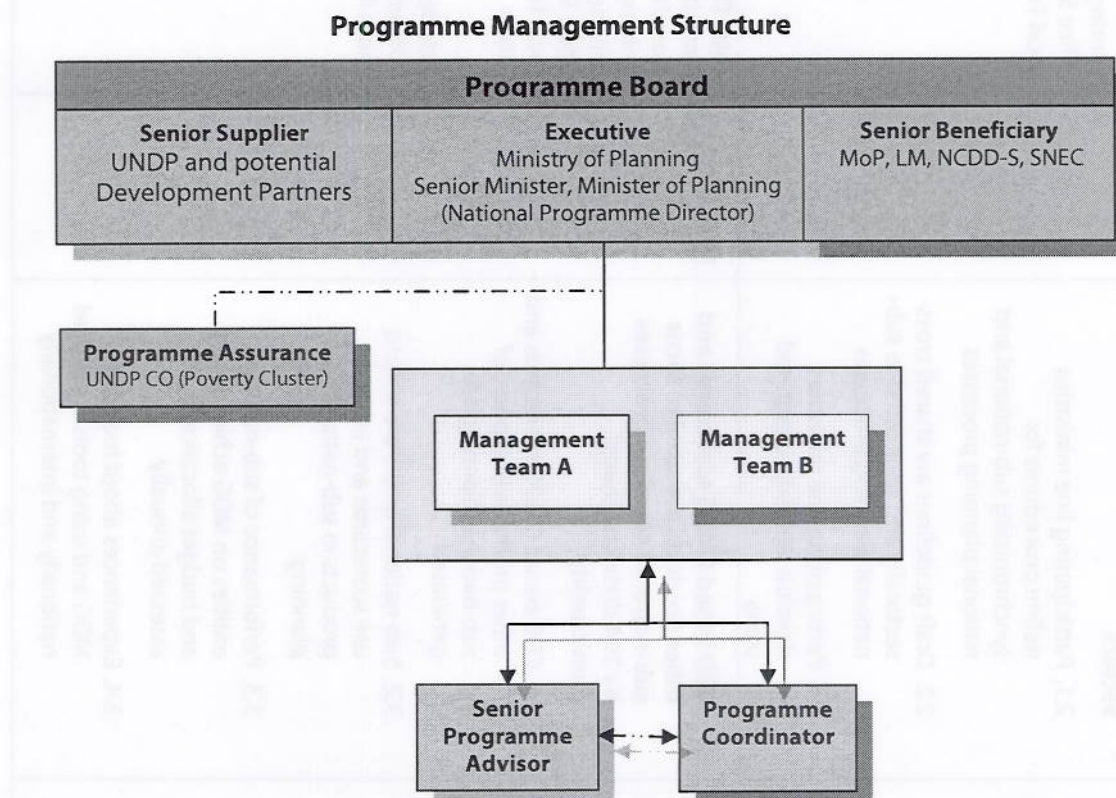 Programme Management Structure
Programme Board
Senior Supplier
UNDP and potential
Development Partners
Executive
Ministry of Planning
Senior Minister, Minister of Planning
(National Programme Director)
Senior Beneficiary
MoP, LM, NCDD-S, SNEC
Programme Assurance
UNDP CO (Poverty Cluster)
Management
Team A
Management
Team B
Senior
Programme
Advisor
Programme
Coordinator